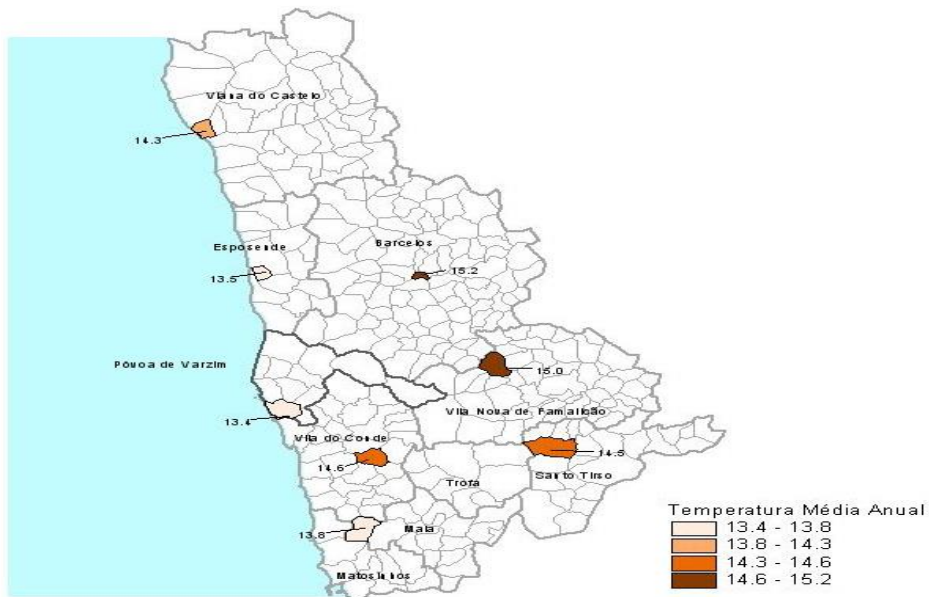 Viana do Castelo
14.3
Esposende
Barcelos
13.5
15.2
Póvoa de Varzim
15.0
13.4
Vila Nova de Famalicão
Vila do Conde
14.6
14.5
Santo Tirso
Trofa
13.8
Maia
Matosinhos
Temperatura Média Anual
13.4 - 13.8
13.8 - 14.3
14.3 - 14.6
14.6 - 15.2